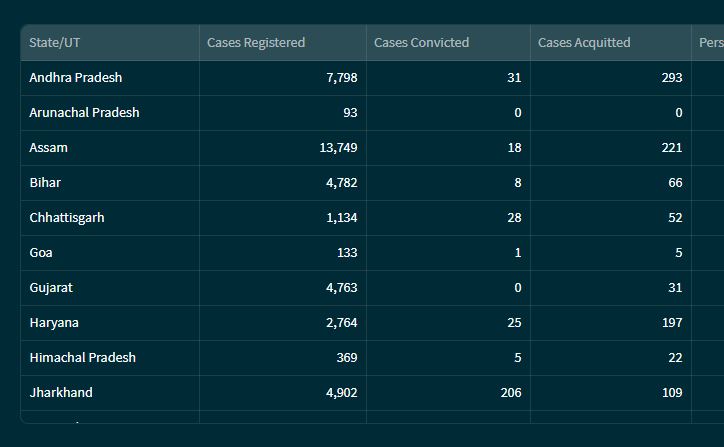 State/UT Cases Registered Cases Convicted Cases Acquitted Pers
Andhra Pradesh 7,798 31 293
Arunachal Pradesh 93 0 0
Assam 13,749 18 221
Bihar 4,782 8 66
Chhattisgarh 1,134 28 52
Goa 133 1 5
Gujarat 4,763 0 31
Haryana 2,764 25 197
Himachal Pradesh 369 5 22
Jharkhand 4,902 206 109